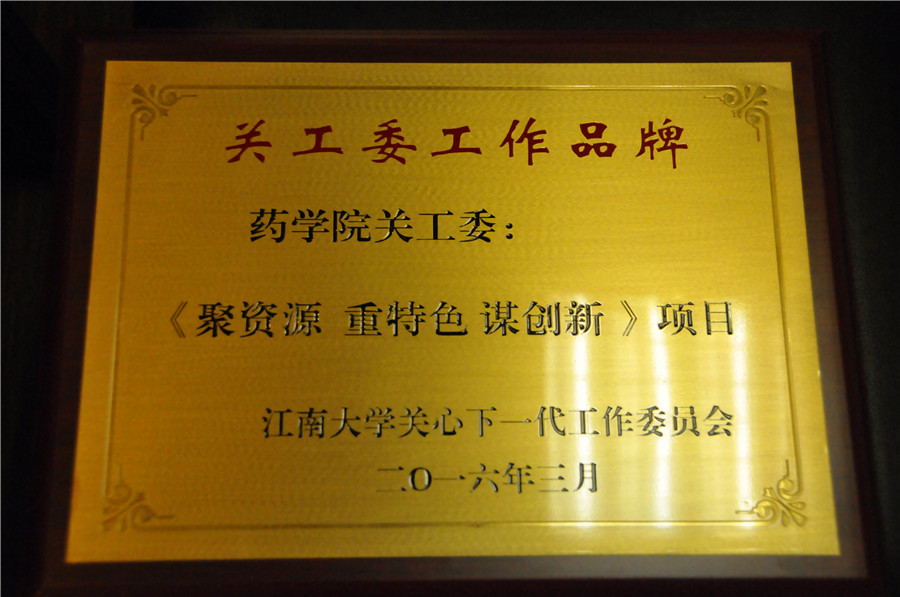 关工委工作品牌
药学院关工委：
《聚资源 重特色 谋创新》项目
江南大学关心下一代工作委员会
二〇一六年三月